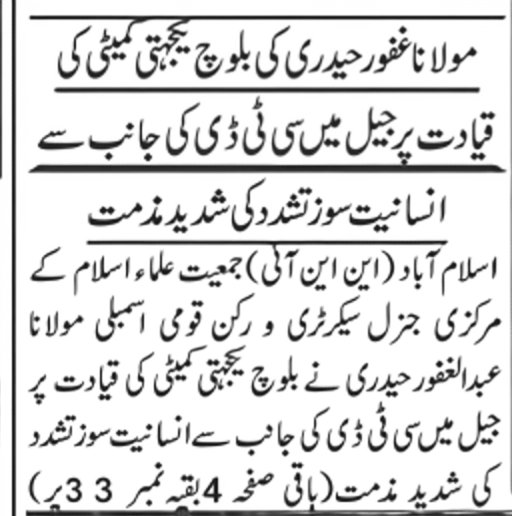 مولانا غفور حیدری کی بلوچ یکجہتی کمیٹی کی
قیادت پر جیل میں سی ٹی ڈی کی جانب سے
انسانیت سوز تشدد کی شدید مذمت
اسلام آباد (این این آئی) جمعیت علماء اسلام کے
مرکزی جنرل سیکرٹری و رکن قومی اسمبلی مولانا
عبدالغفور حیدری نے بلوچ یکجہتی کمیٹی کی قیادت پر
جیل میں سی ٹی ڈی کی جانب سے انسانیت سوز تشدد
کی شدید مذمت (باقی صفحہ 4 بقیہ نمبر 33 پر)